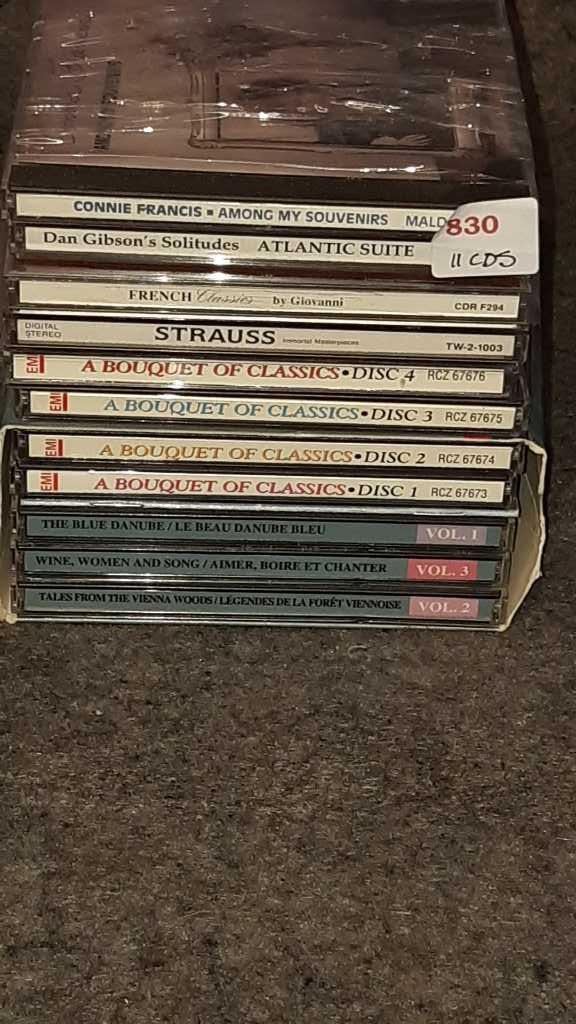 CONNIE FRANCIS ▪ AMONG MY SOUVENIRS MALD
830
11 CDS
Dan Gibson's Solitudes ATLANTIC SUITE
FRENCH Classics by Giovanni CDR F294
DIGITAL STEREO STRAUSS Immortal Masterpieces TW-2-1003
EMI A BOUQUET OF CLASSICS•DISC 4 RCZ 67676
EMI A BOUQUET OF CLASSICS•DISC 3 RCZ 67675
EMI A BOUQUET OF CLASSICS•DISC 2 RCZ 67674
EMI A BOUQUET OF CLASSICS•DISC 1 RCZ 67673
THE BLUE DANUBE / LE BEAU DANUBE BLEU VOL. 1
WINE, WOMEN AND SONG / AIMER, BOIRE ET CHANTER VOL. 3
TALES FROM THE VIENNA WOODS / LÉGENDES DE LA FORÊT VIENNOISE VOL. 2